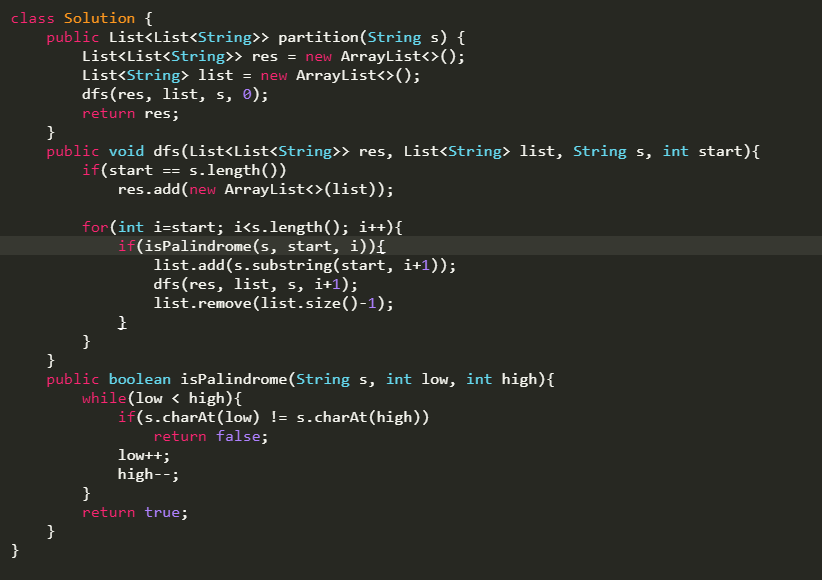 class Solution {
    public List<List<String>> partition(String s) {
        List<List<String>> res = new ArrayList<>();
        List<String> list = new ArrayList<>();
        dfs(res, list, s, 0);
        return res;
    }
    public void dfs(List<List<String>> res, List<String> list, String s, int start){
        if(start == s.length())
            res.add(new ArrayList<>(list));

        for(int i=start; i<s.length(); i++){
            if(isPalindrome(s, start, i)){
                list.add(s.substring(start, i+1));
                dfs(res, list, s, i+1);
                list.remove(list.size()-1);
            }
        }
    }
    public boolean isPalindrome(String s, int low, int high){
        while(low < high){
            if(s.charAt(low) != s.charAt(high))
                return false;
            low++;
            high--;
        }
        return true;
    }
}